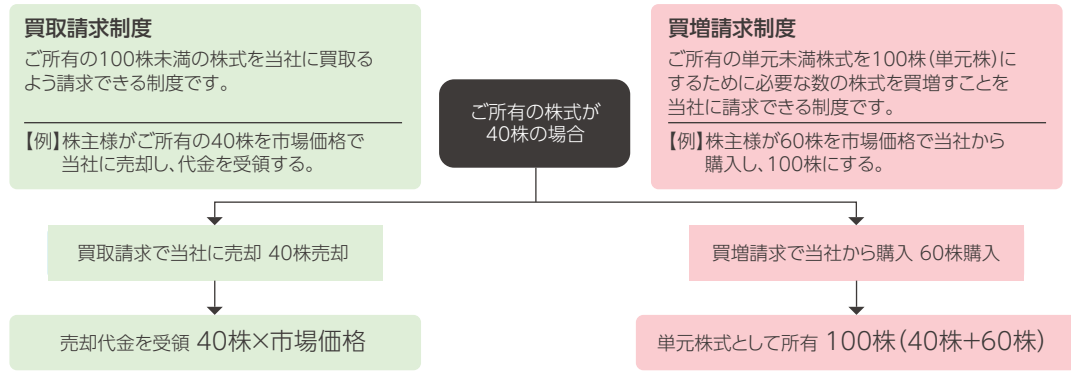 買取請求制度
ご所有の100株未満の株式を当社に買取る
よう請求できる制度です。
【例】株主様がご所有の40株を市場価格で
当社に売却し、代金を受領する。
ご所有の株式が
40株の場合
買増請求制度
ご所有の単元未満株式を100株(単元株)に
するために必要な数の株式を買増すことを
当社に請求できる制度です。
【例】株主様が60株を市場価格で当社から
購入し、100株にする。
買取請求で当社に売却 40株売却
買増請求で当社から購入 60株購入
売却代金を受領 40株×市場価格
単元株式として所有 100株(40株+60株)